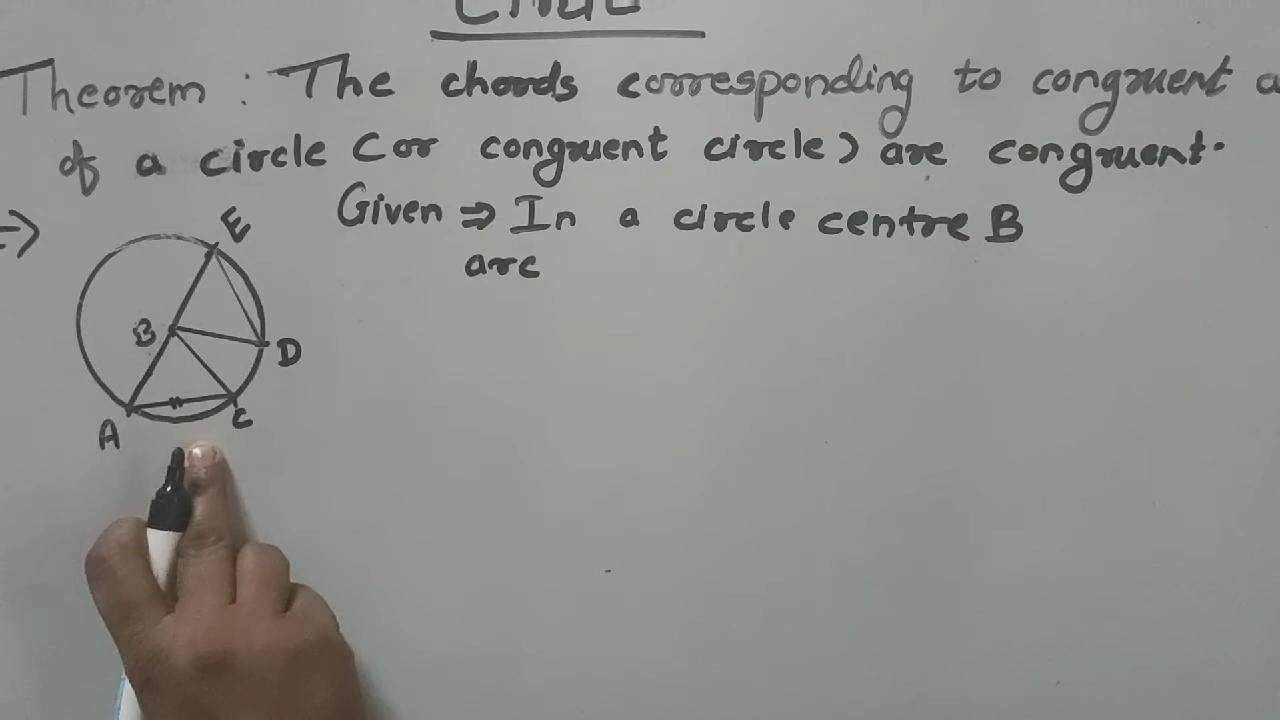 Theorem : The chords corresponding to congruent
of a circle (or congruent circle) are congruent.
⇒
Given ⇒ In a circle centre B
arc
E
B
D
A
C